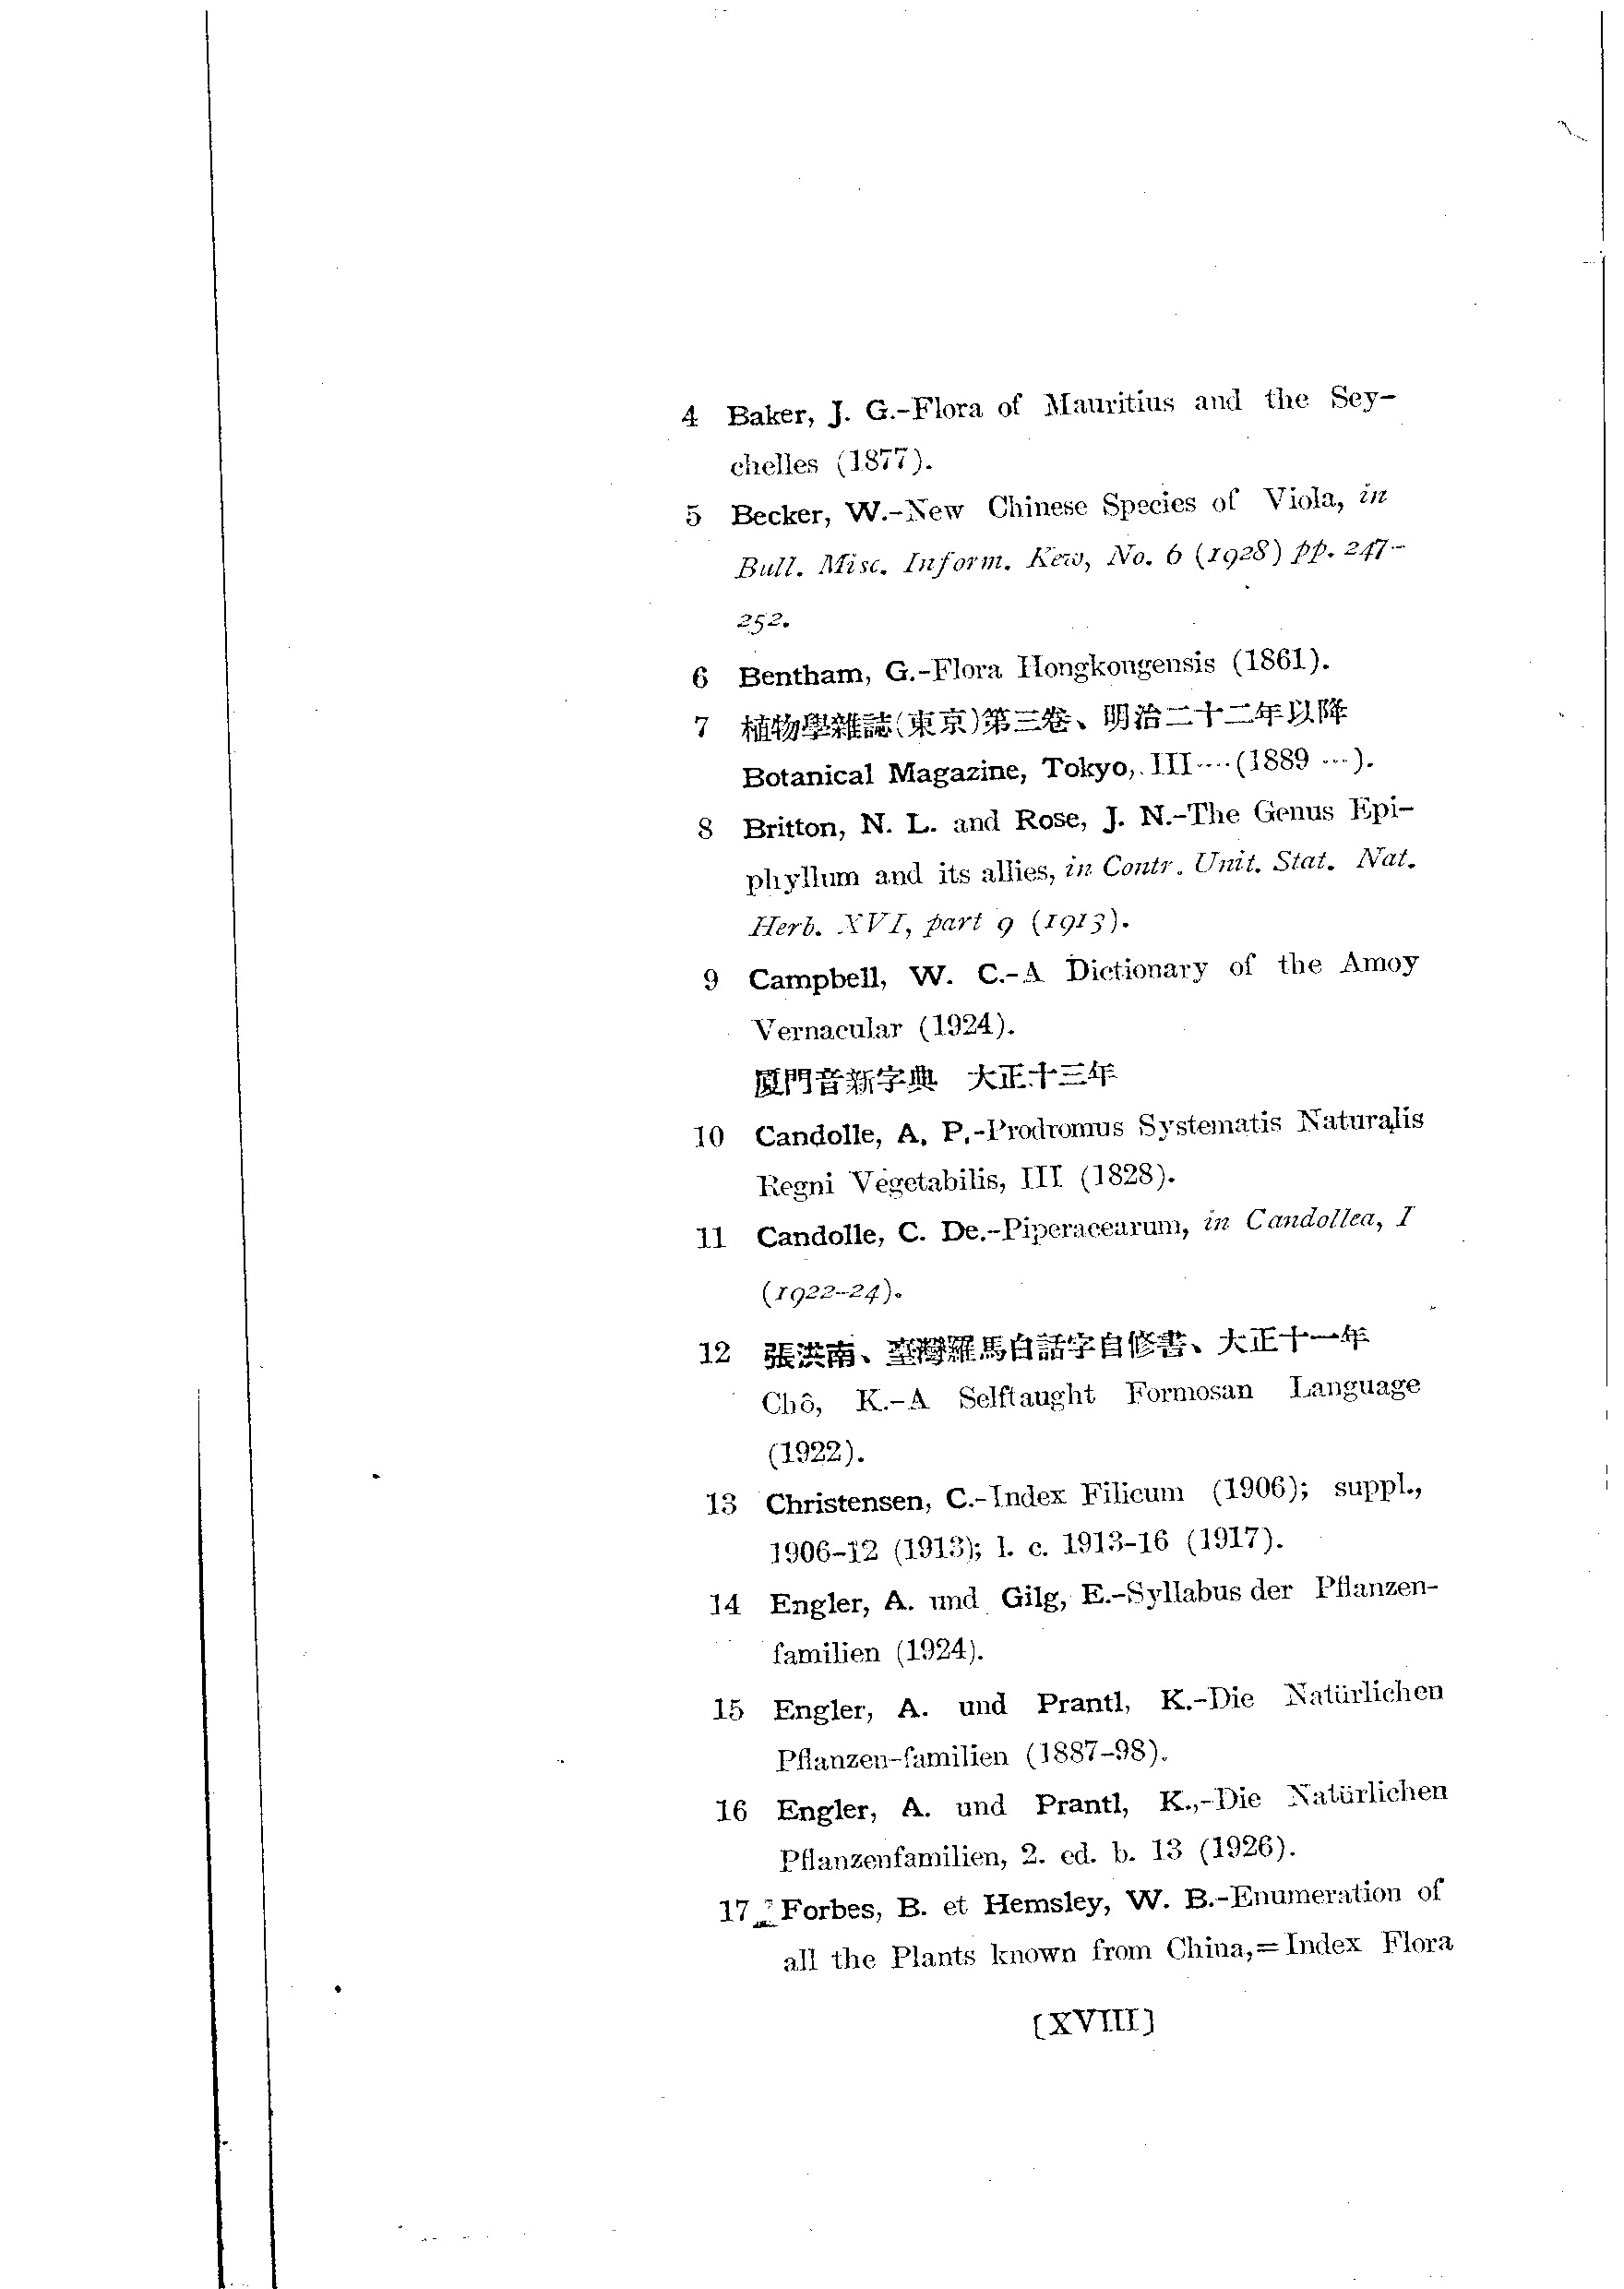 4 Baker, J. G.-Flora of Mauritius and the Sey-
chelles (1877).
5 Becker, W.-New Chinese Species of Viola, in
Bull. Misc. Inform. Kew, No. 6 (1928) pp. 247-
252.
6 Bentham, G.-Flora Hongkongensis (1861).
7 植物學雜誌(東京)第三卷、明治二十二年以降
Botanical Magazine, Tokyo, III····(1889 ···).
8 Britton, N. L. and Rose, J. N.-The Genus Epi-
phyllum and its allies, in Contr. Unit. Stat. Nat.
Herb. XVI, part 9 (1913).
9 Campbell, W. C.-A Dictionary of the Amoy
Vernacular (1924).
厦門音新字典 大正十三年
10 Candolle, A. P.-Prodromus Systematis Naturalis
Regni Vegetabilis, III (1828).
11 Candolle, C. De.-Piperacearum, in Candollea, I
(1922-24).
12 張洪南、臺灣羅馬白話字自修書、大正十一年
Chô, K.-A Selftaught Formosan Language
(1922).
13 Christensen, C.-Index Filicum (1906); suppl.,
1906-12 (1913); l. c. 1913-16 (1917).
14 Engler, A. und Gilg, E.-Syllabus der Pflanzen-
familien (1924).
15 Engler, A. und Prantl, K.-Die Natürlichen
Pflanzen-familien (1887-98).
16 Engler, A. und Prantl, K.,-Die Natürlichen
Pflanzenfamilien, 2. ed. b. 13 (1926).
17 Forbes, B. et Hemsley, W. B.-Enumeration of
all the Plants known from China,=Index Flora
(XVIII)